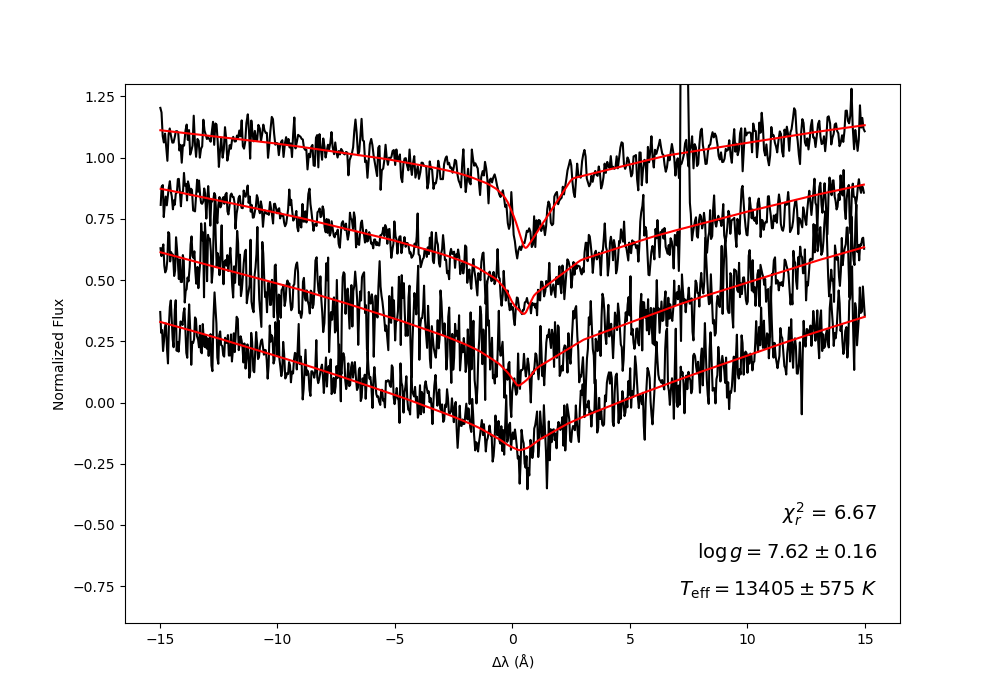 1.25
1.00
0.75
0.50
0.25
0.00
−0.25
−0.50
−0.75
Normalized Flux
χ²ᵣ = 6.67
log g = 7.62 ± 0.16
T_eff = 13405 ± 575 K
−15 −10 −5 0 5 10 15
Δλ (Å)